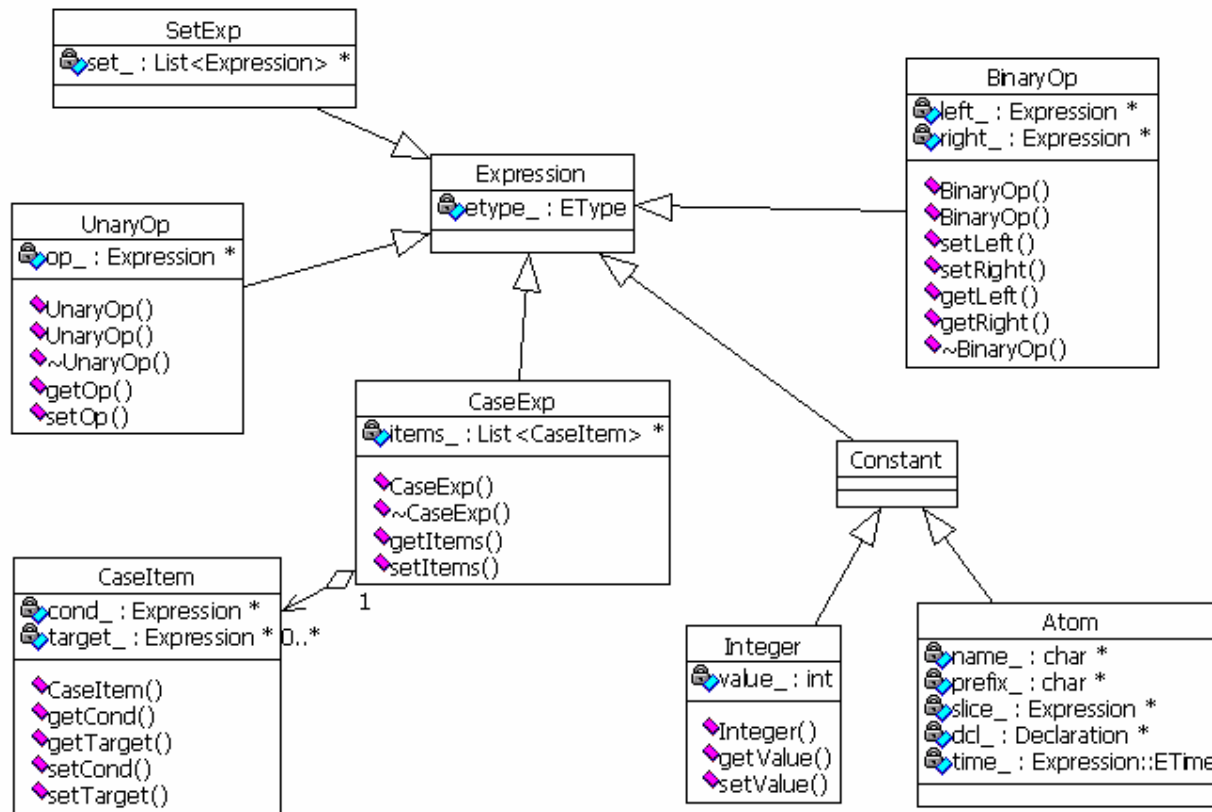 SetExp
set_ : List<Expression> *
BinaryOp
left_ : Expression *
right_ : Expression *
BinaryOp()
BinaryOp()
setLeft()
setRight()
getLeft()
getRight()
~BinaryOp()
Expression
etype_ : EType
UnaryOp
op_ : Expression *
UnaryOp()
UnaryOp()
~UnaryOp()
getOp()
setOp()
CaseExp
items_ : List<CaseItem> *
CaseExp()
~CaseExp()
getItems()
setItems()
1
Constant
CaseItem
cond_ : Expression *
target_ : Expression *
0..*
CaseItem()
getCond()
getTarget()
setCond()
setTarget()
Integer
value_ : int
Integer()
getValue()
setValue()
Atom
name_ : char *
prefix_ : char *
slice_ : Expression *
dcl_ : Declaration *
time_ : Expression::ETime